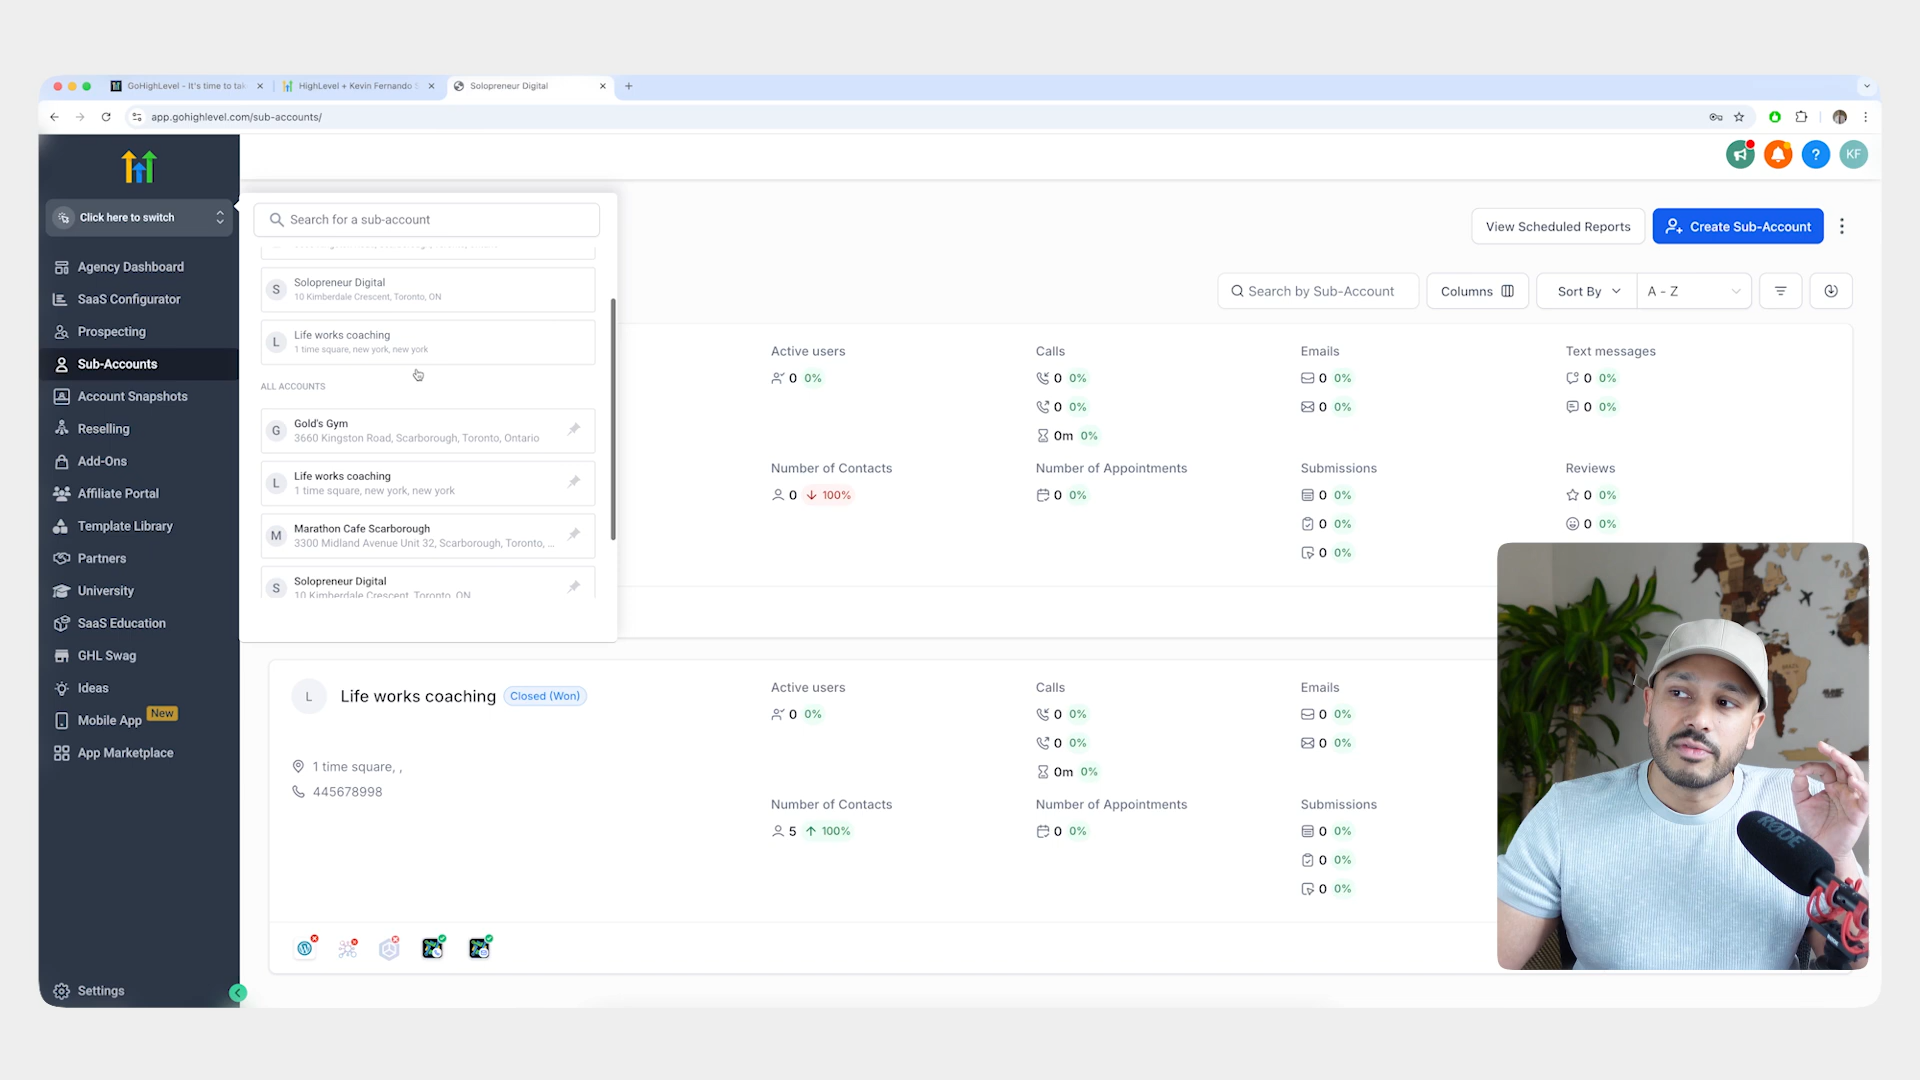 GoHighLevel - It's time to tak
HighLevel + Kevin Fernando S
Solopreneur Digital
app.gohighlevel.com/sub-accounts/
KF
Click here to switch
Agency Dashboard
SaaS Configurator
Prospecting
Sub-Accounts
Account Snapshots
Reselling
Add-Ons
Affiliate Portal
Template Library
Partners
University
SaaS Education
GHL Swag
Ideas
Mobile App New
App Marketplace
Settings
Search for a sub-account
S
Solopreneur Digital
10 Kimberdale Crescent, Toronto, ON
L
Life works coaching
1 time square, new york, new york
ALL ACCOUNTS
G
Gold's Gym
3660 Kingston Road, Scarborough, Toronto, Ontario
L
Life works coaching
1 time square, new york, new york
M
Marathon Cafe Scarborough
3300 Midland Avenue Unit 32, Scarborough, Toronto, ...
S
Solopreneur Digital
10 Kimberdale Crescent, Toronto, ON
View Scheduled Reports
Create Sub-Account
Search by Sub-Account
Columns
Sort By
A - Z
Active users
0 0%
Calls
0 0%
0 0%
0m 0%
Emails
0 0%
0 0%
Text messages
0 0%
0 0%
Number of Contacts
0 100%
Number of Appointments
0 0%
Submissions
0 0%
0 0%
0 0%
Reviews
0 0%
0 0%
L
Life works coaching Closed (Won)
1 time square, ,
445678998
Active users
0 0%
Calls
0 0%
0 0%
0m 0%
Emails
0 0%
0 0%
Number of Contacts
5 100%
Number of Appointments
0 0%
Submissions
0 0%
0 0%
0 0%
RODE